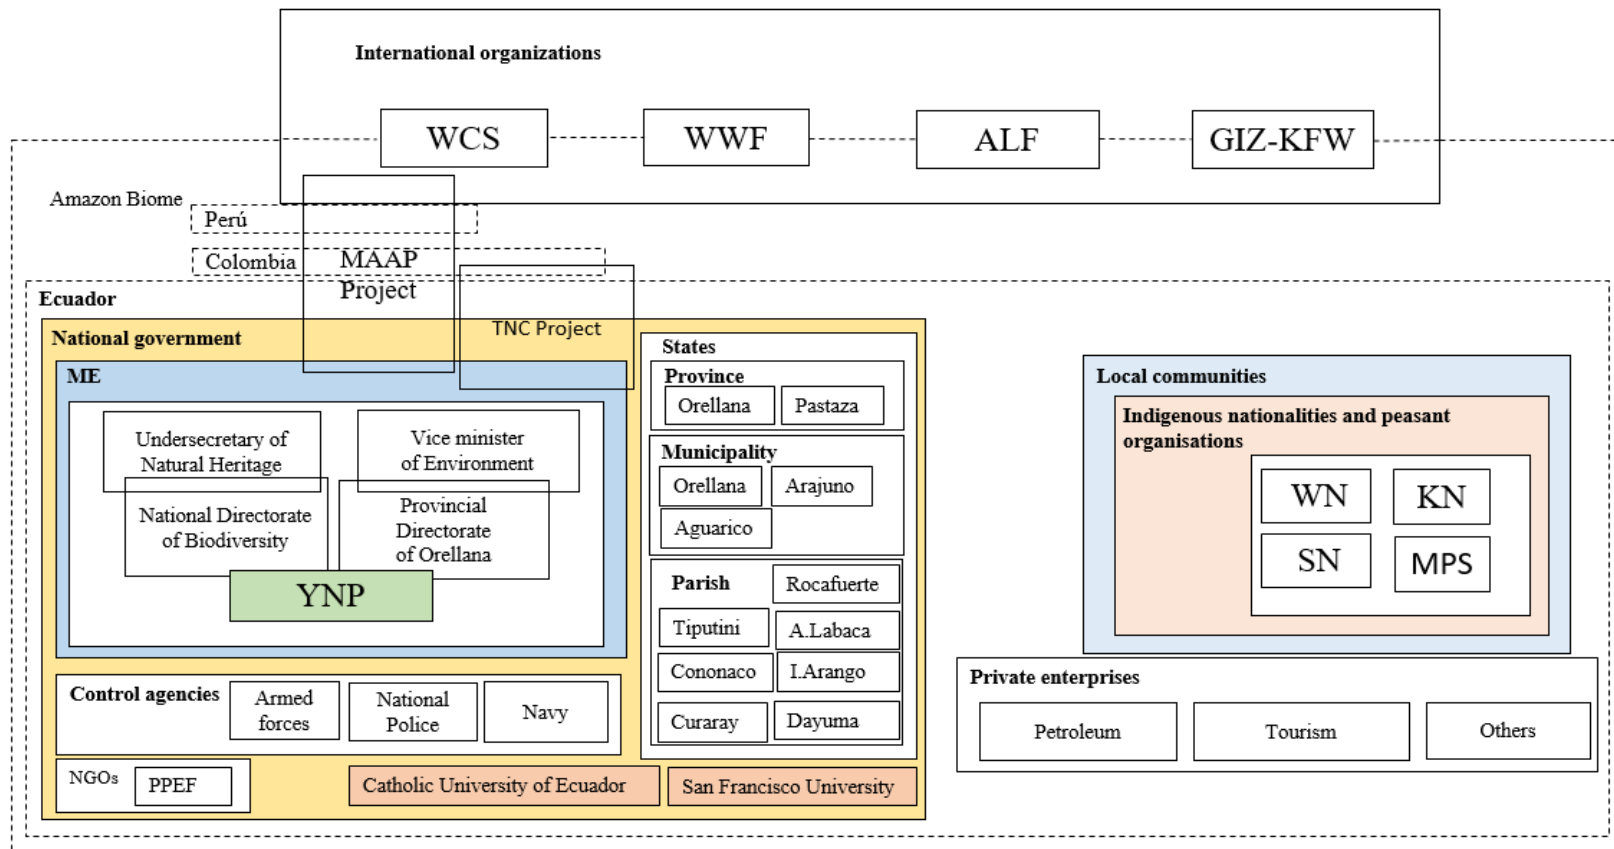 International organizations
WCS
WWF
ALF
GIZ-KFW
Amazon Biome
Perú
Colombia
MAAP
Project
TNC Project
Ecuador
National government
ME
Undersecretary of
Natural Heritage
Vice minister
of Environment
National Directorate
of Biodiversity
Provincial
Directorate
of Orellana
YNP
Control agencies
Armed
forces
National
Police
Navy
NGOs
PPEF
Catholic University of Ecuador
San Francisco University
States
Province
Orellana
Pastaza
Municipality
Orellana
Arajuno
Aguarico
Parish
Rocafuerte
Tiputini
A.Labaca
Cononaco
I.Arango
Curaray
Dayuma
Local communities
Indigenous nationalities and peasant
organisations
WN
KN
SN
MPS
Private enterprises
Petroleum
Tourism
Others